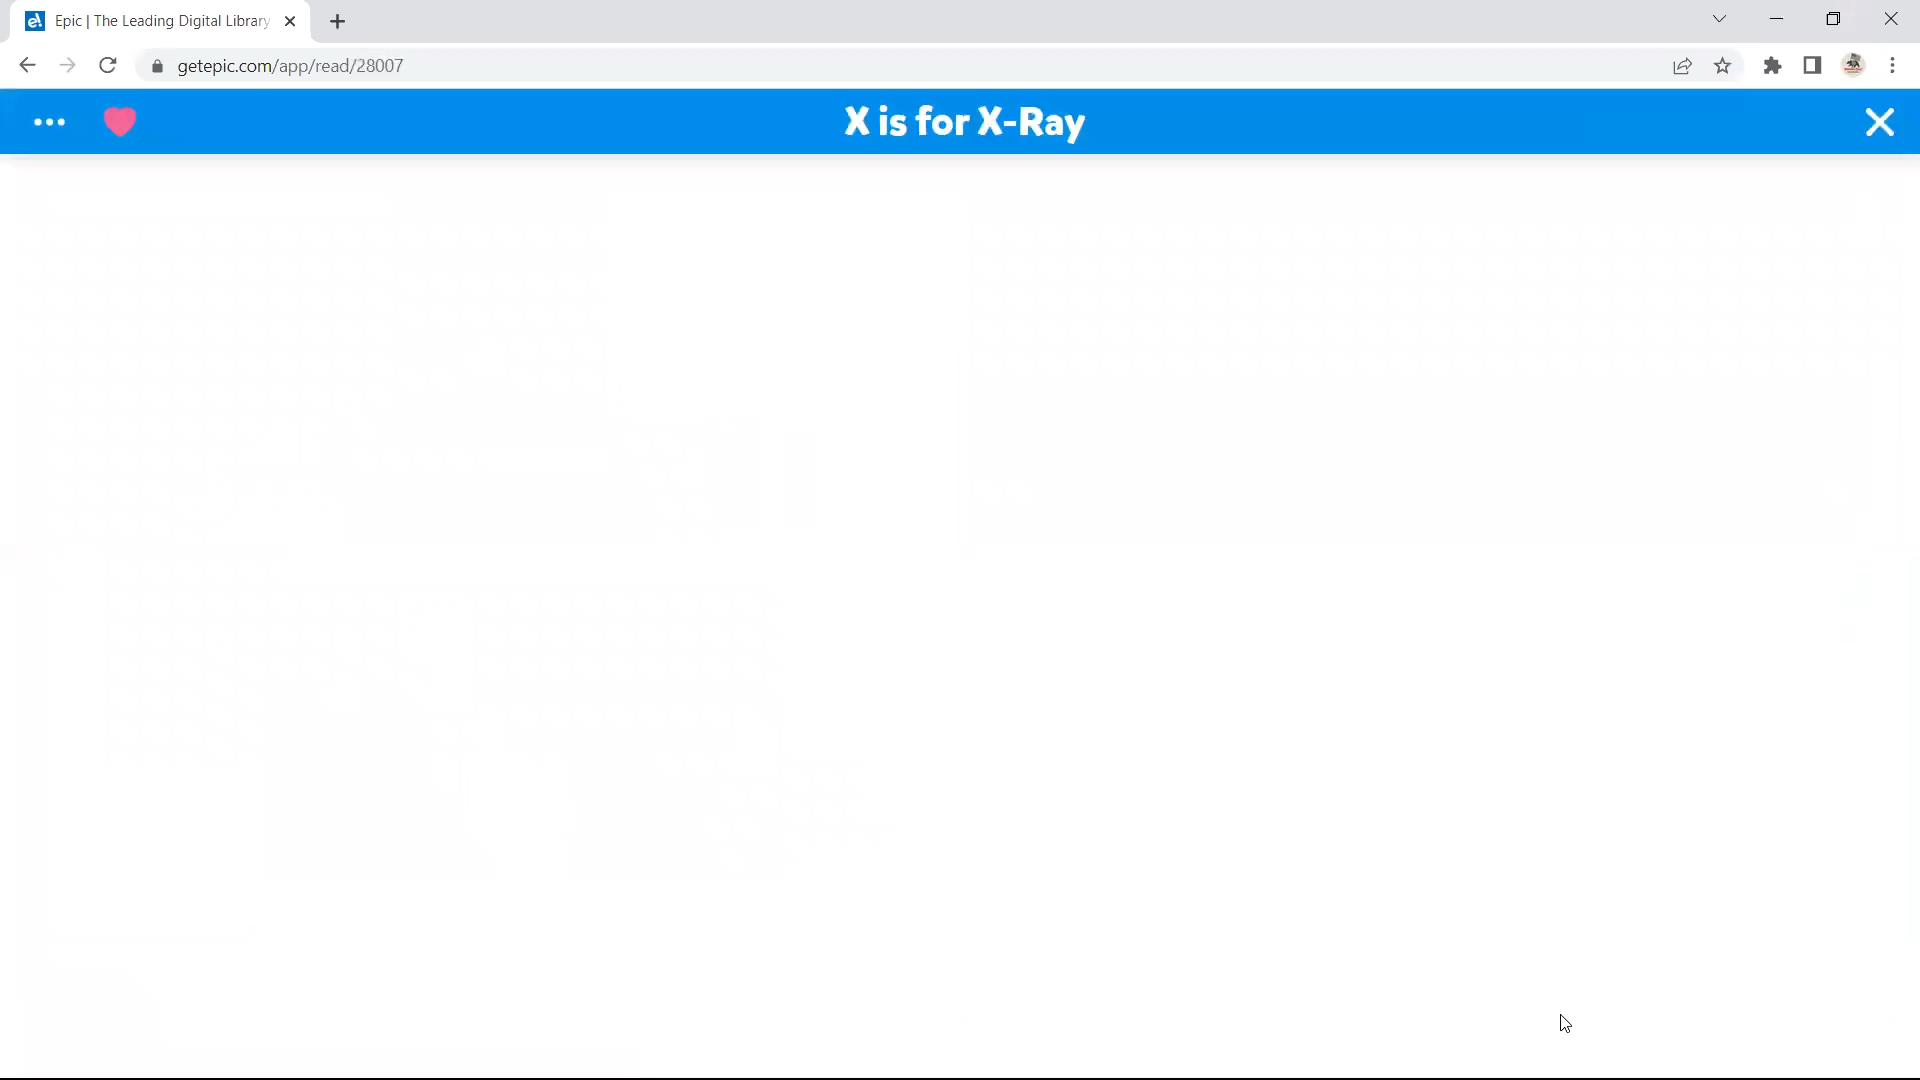 e!
Epic | The Leading Digital Library
getepic.com/app/read/28007
X is for X-Ray